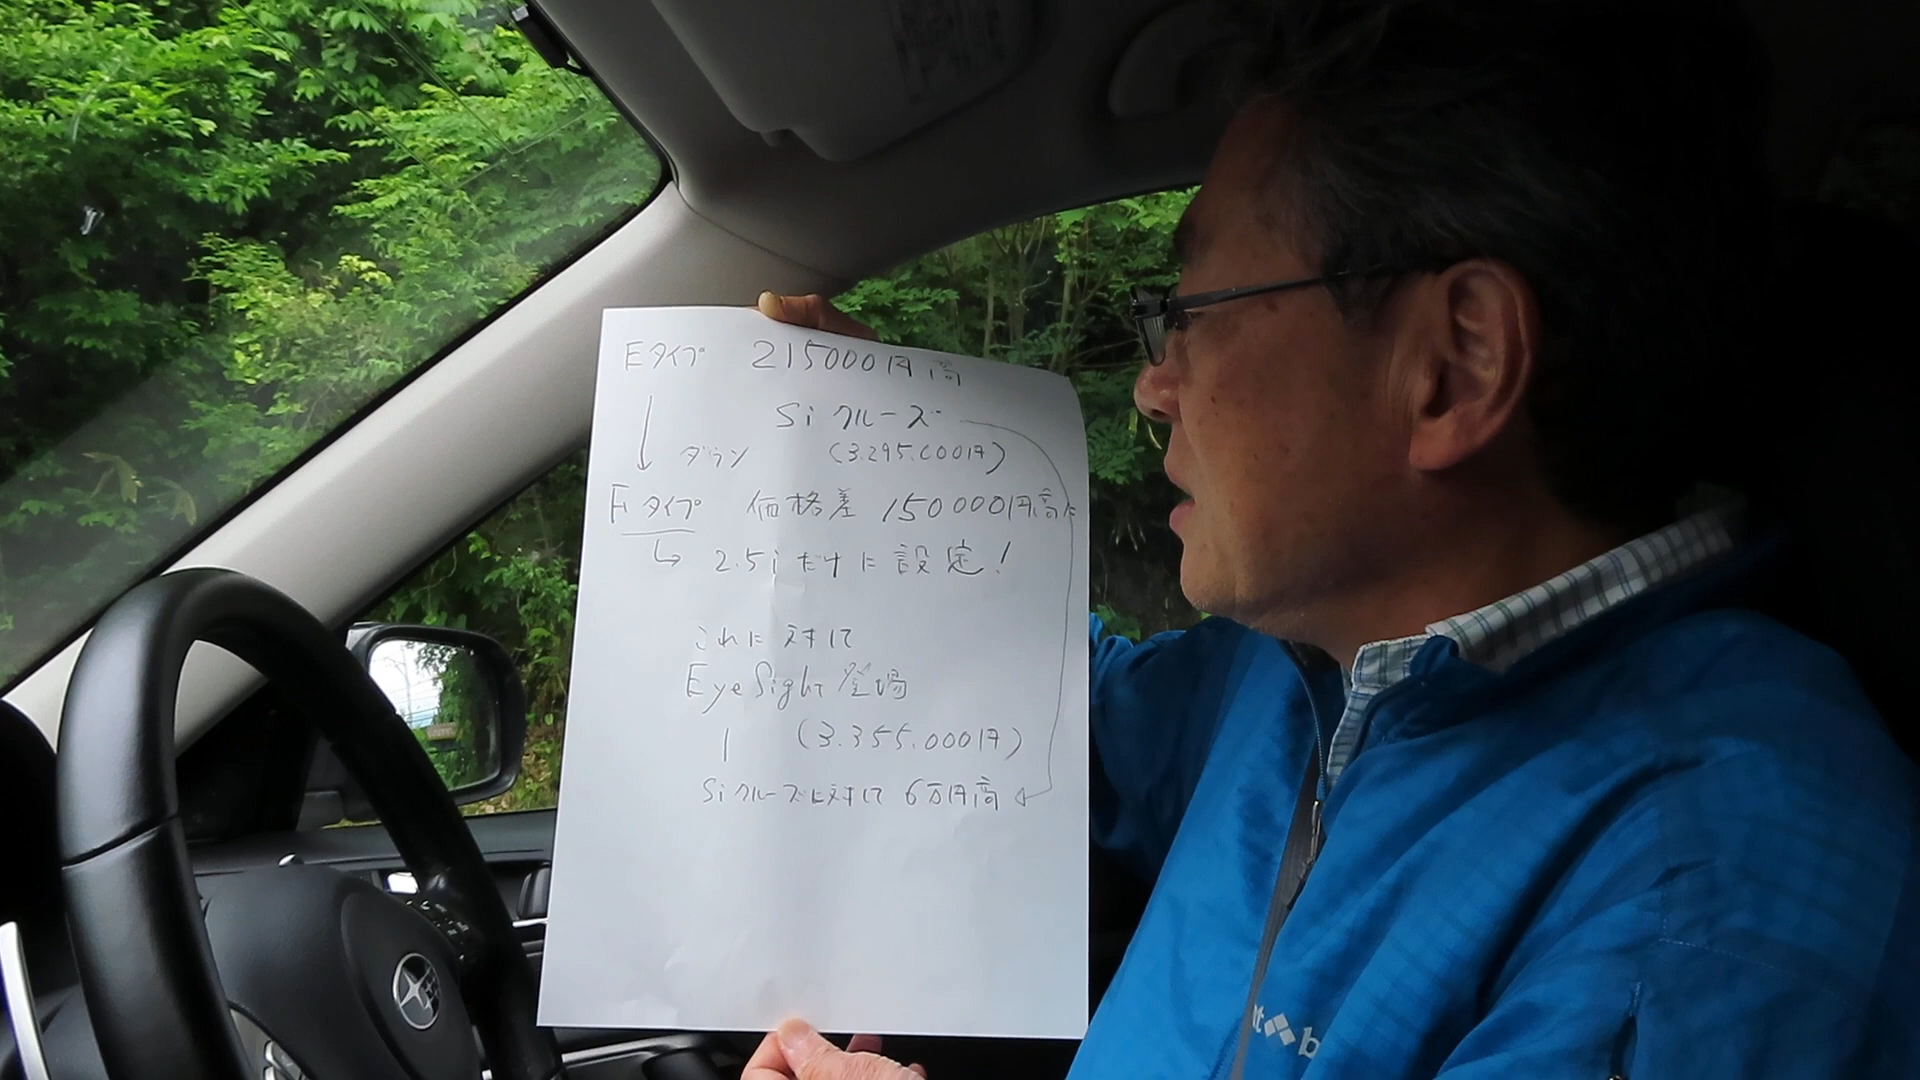 Eタイプ 215000円高
Siクルーズ
ダウン (3.295.000円)
Fタイプ 価格差 150000円高に
2.5iだけに設定!
これに対して
EyeSight登場
(3.355.000円)
Siクルーズに対して 6万円高